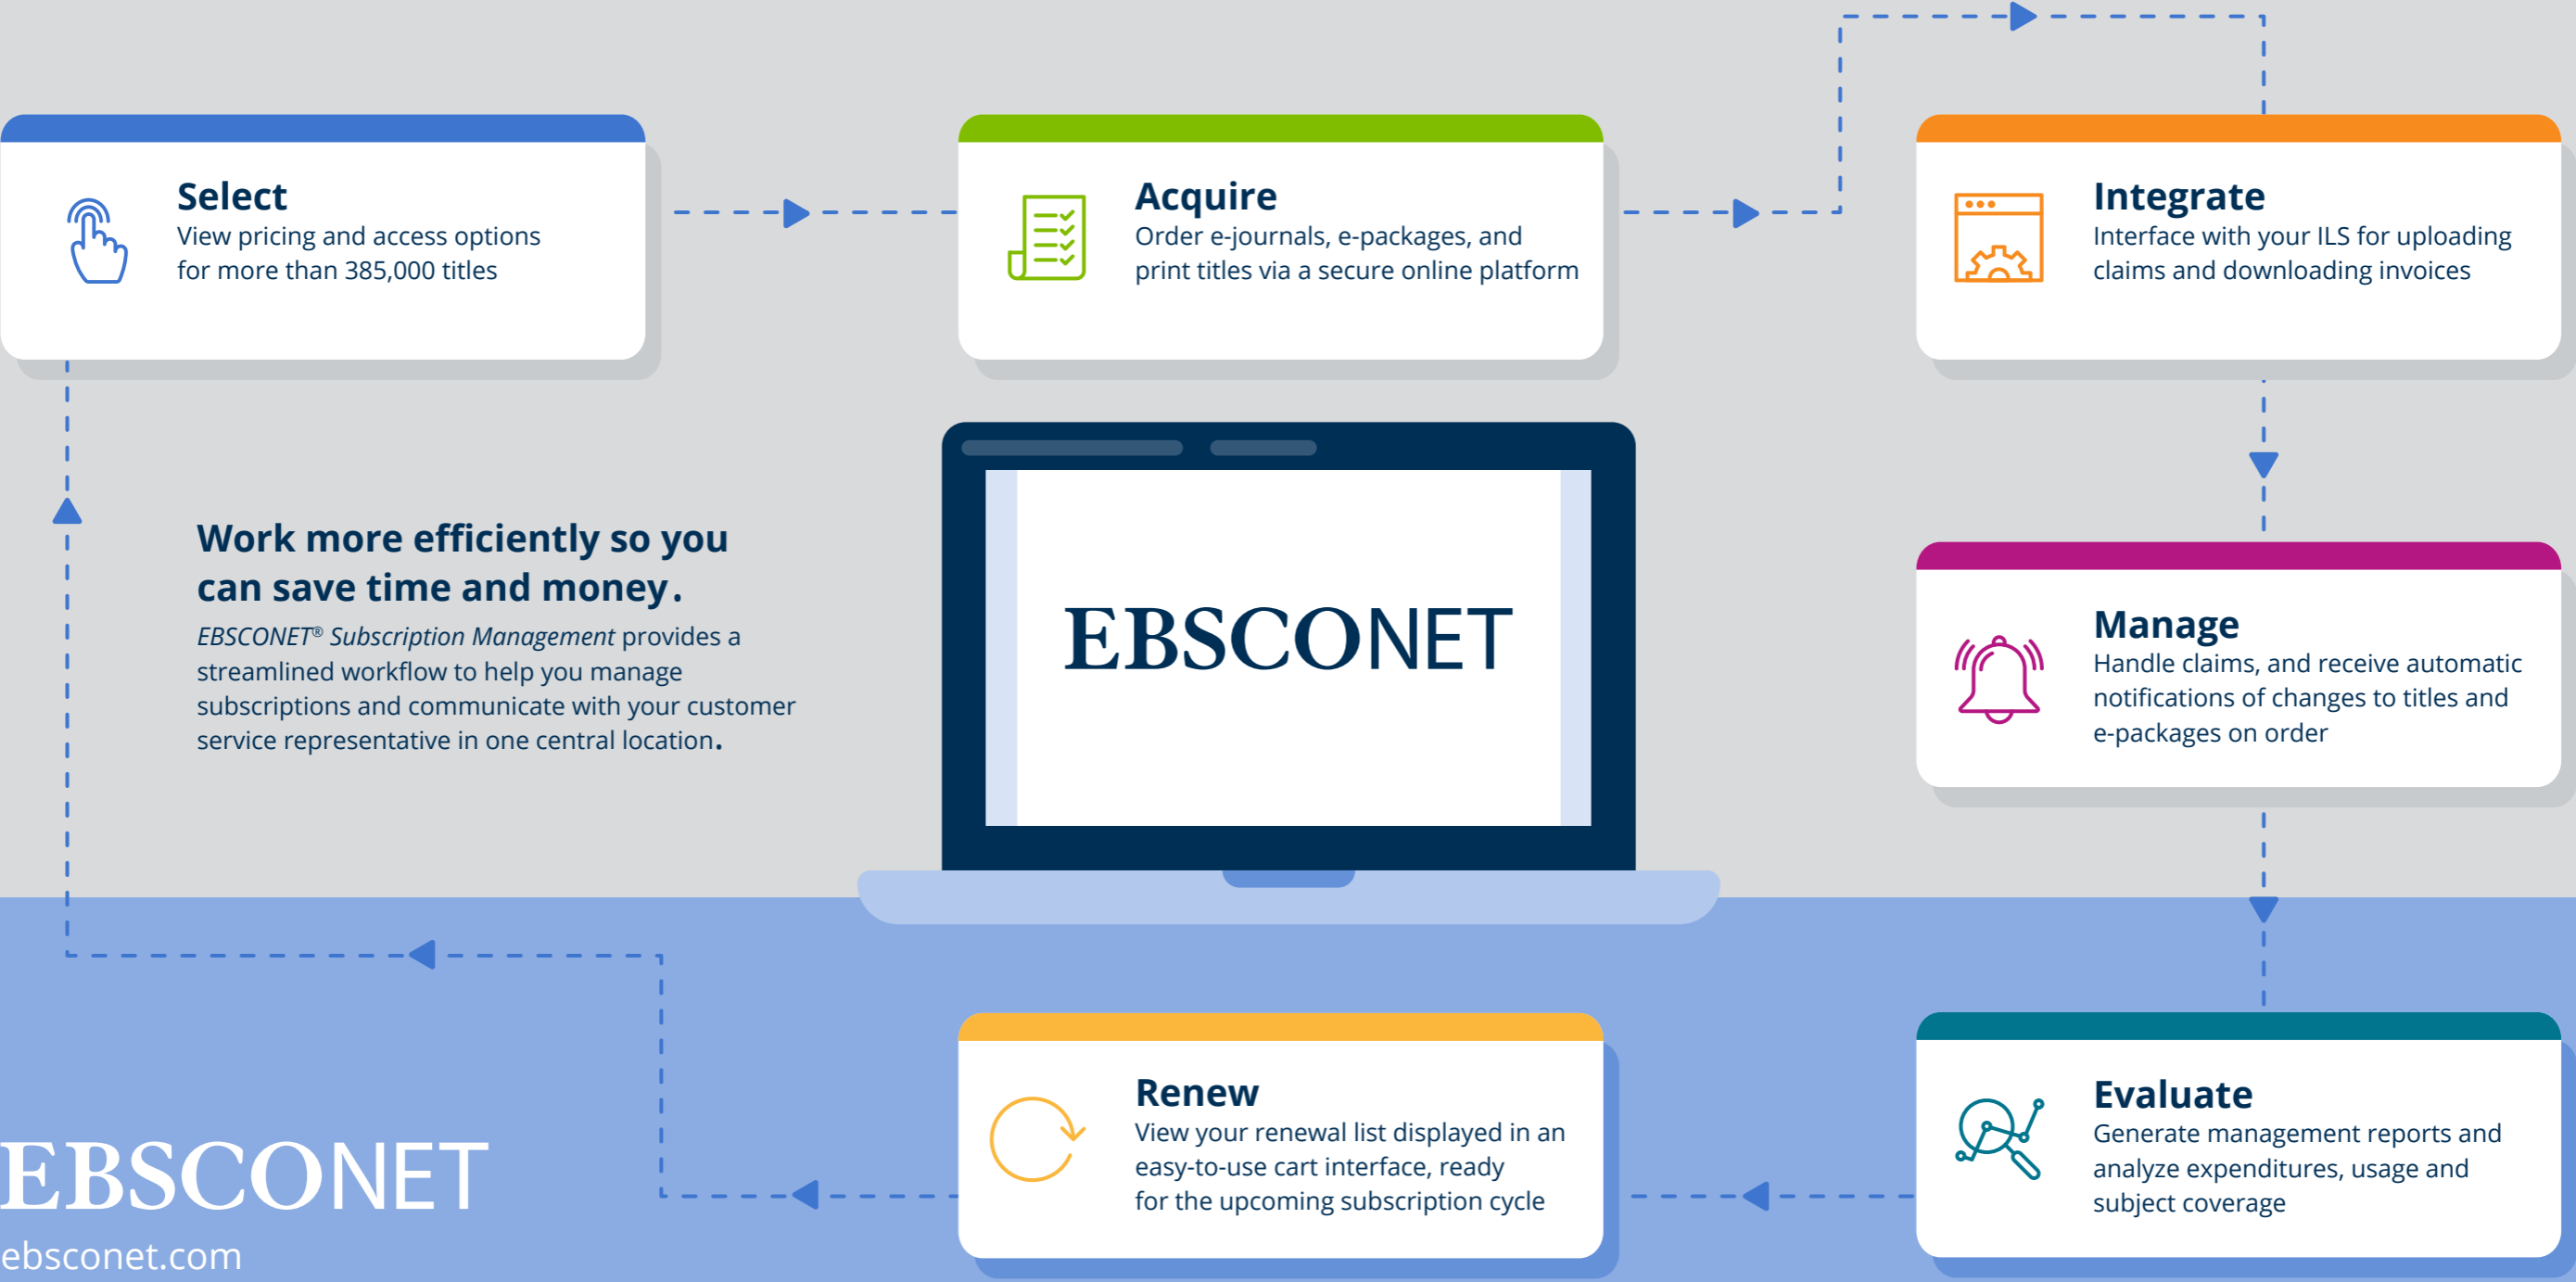 Select
View pricing and access options
for more than 385,000 titles
Acquire
Order e-journals, e-packages, and
print titles via a secure online platform
Integrate
Interface with your ILS for uploading
claims and downloading invoices
Work more efficiently so you
can save time and money.
EBSCONET® Subscription Management provides a
streamlined workflow to help you manage
subscriptions and communicate with your customer
service representative in one central location.
EBSCONET
Manage
Handle claims, and receive automatic
notifications of changes to titles and
e-packages on order
Evaluate
Generate management reports and
analyze expenditures, usage and
subject coverage
Renew
View your renewal list displayed in an
easy-to-use cart interface, ready
for the upcoming subscription cycle
EBSCONET
ebsconet.com